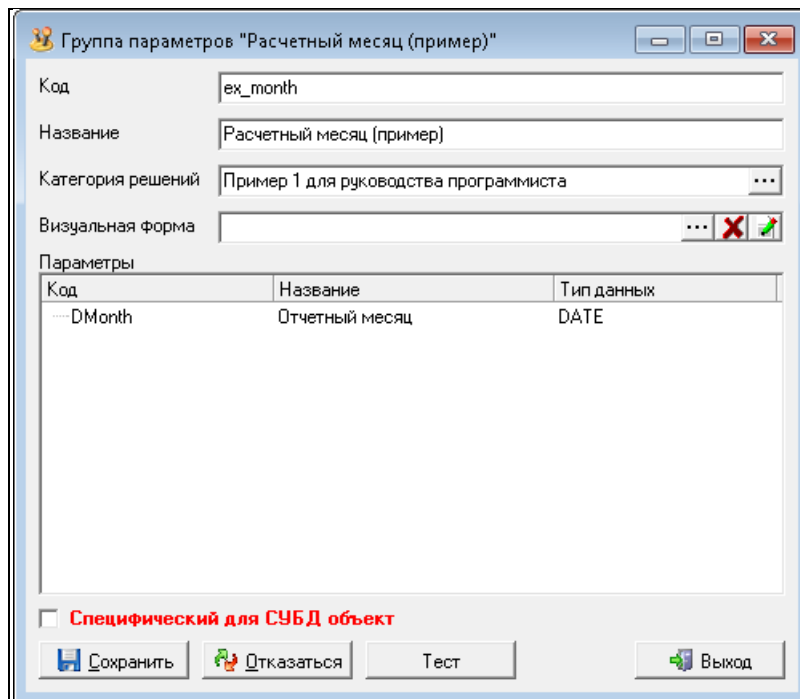 Группа параметров "Расчетный месяц (пример)"
Код ex_month
Название Расчетный месяц (пример)
Категория решений Пример 1 для руководства программиста ...
Визуальная форма ...
Параметры
Код Название Тип данных
DMonth Отчетный месяц DATE
Специфический для СУБД объект
Сохранить Отказаться Тест Выход